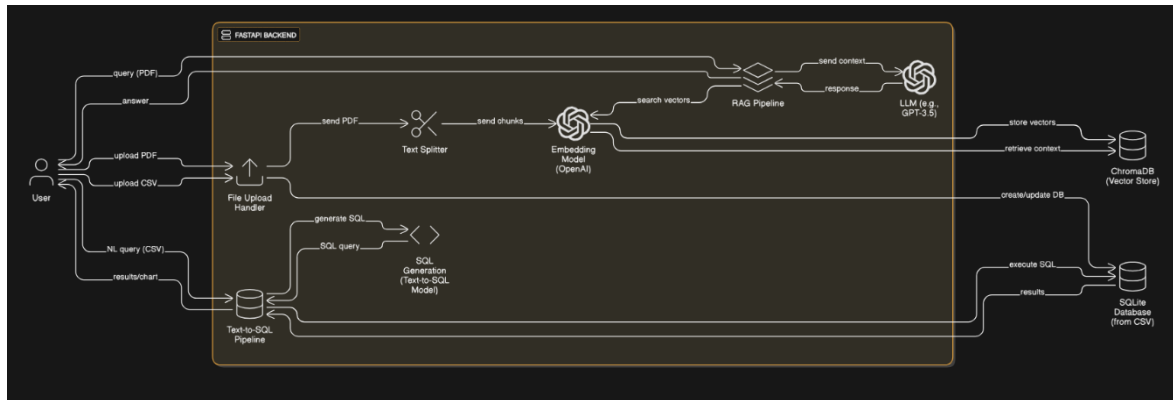 FASTAPI BACKEND
query (PDF)
send context
answer
response
search vectors
RAG Pipeline
LLM (e.g.,
GPT-3.5)
send PDF
send chunks
store vectors
Text Splitter
Embedding
Model
(OpenAI)
retrieve context
upload PDF
upload CSV
ChromaDB
(Vector Store)
User
File Upload
Handler
create/update DB
generate SQL
NL query (CSV)
SQL query
SQL
Generation
(Text-to-SQL
Model)
execute SQL
results/chart
results
SQLite
Database
(from CSV)
Text-to-SQL
Pipeline